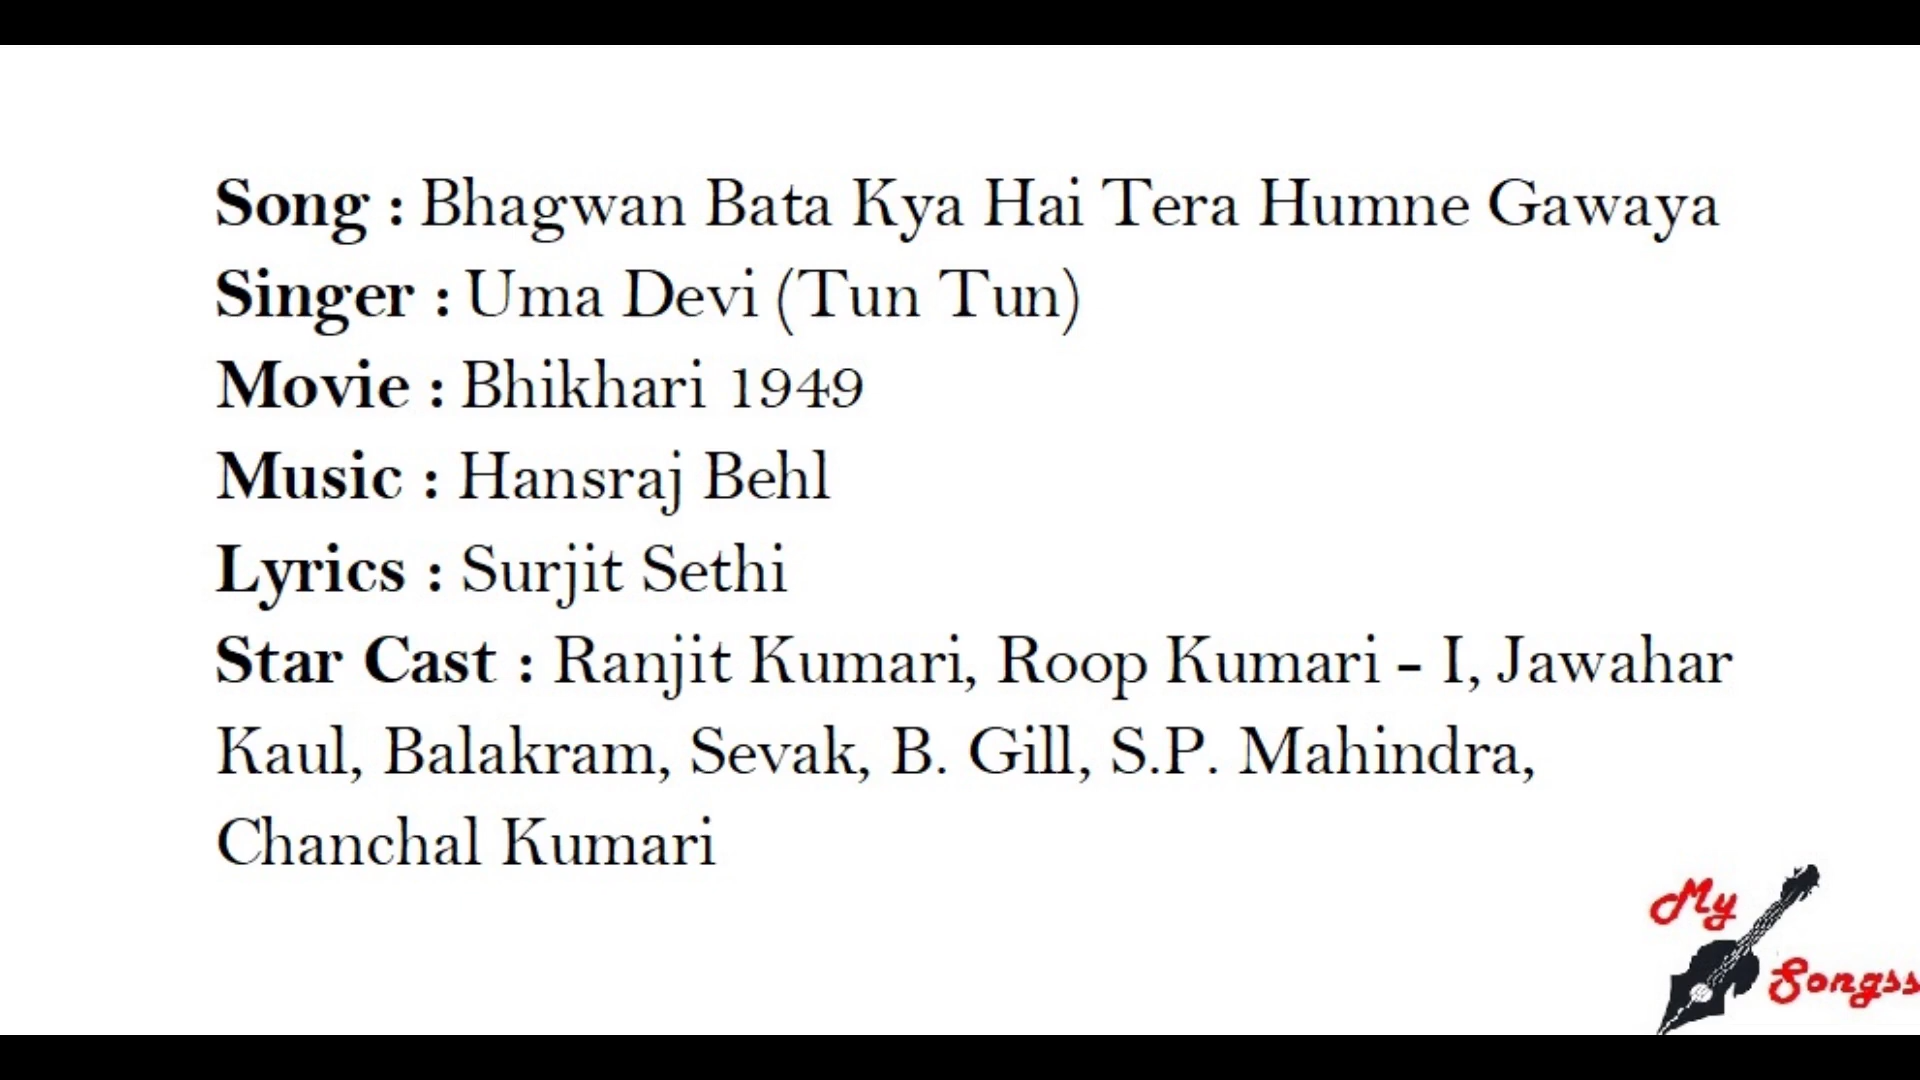 Song : Bhagwan Bata Kya Hai Tera Humne Gawaya
Singer : Uma Devi (Tun Tun)
Movie : Bhikhari 1949
Music : Hansraj Behl
Lyrics : Surjit Sethi
Star Cast : Ranjit Kumari, Roop Kumari - I, Jawahar
Kaul, Balakram, Sevak, B. Gill, S.P. Mahindra,
Chanchal Kumari
My
Songss